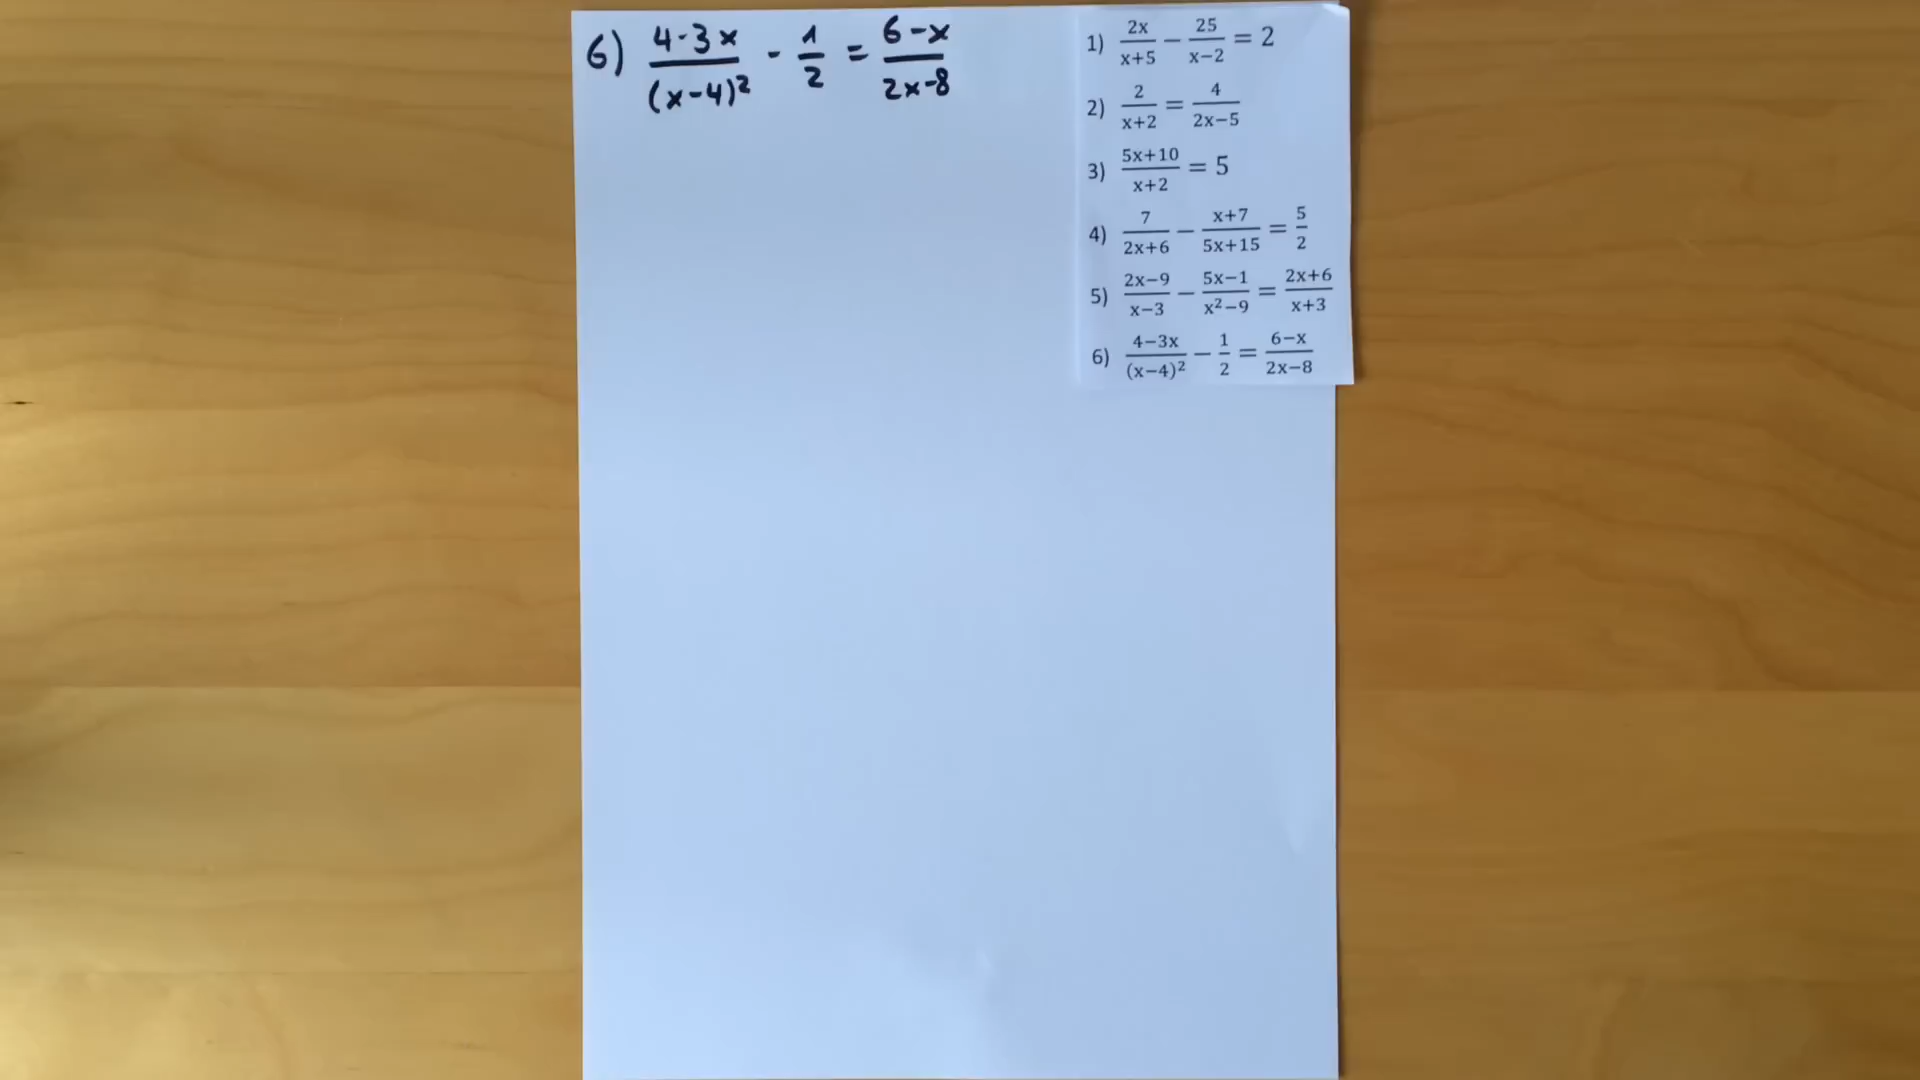 6) (4-3x)/(x-4)² - 1/2 = (6-x)/(2x-8)
1) 2x/(x+5) − 25/(x−2) = 2
2) 2/(x+2) = 4/(2x−5)
3) (5x+10)/(x+2) = 5
4) 7/(2x+6) − (x+7)/(5x+15) = 5/2
5) (2x−9)/(x−3) − (5x−1)/(x²−9) = (2x+6)/(x+3)
6) (4−3x)/(x−4)² − 1/2 = (6−x)/(2x−8)